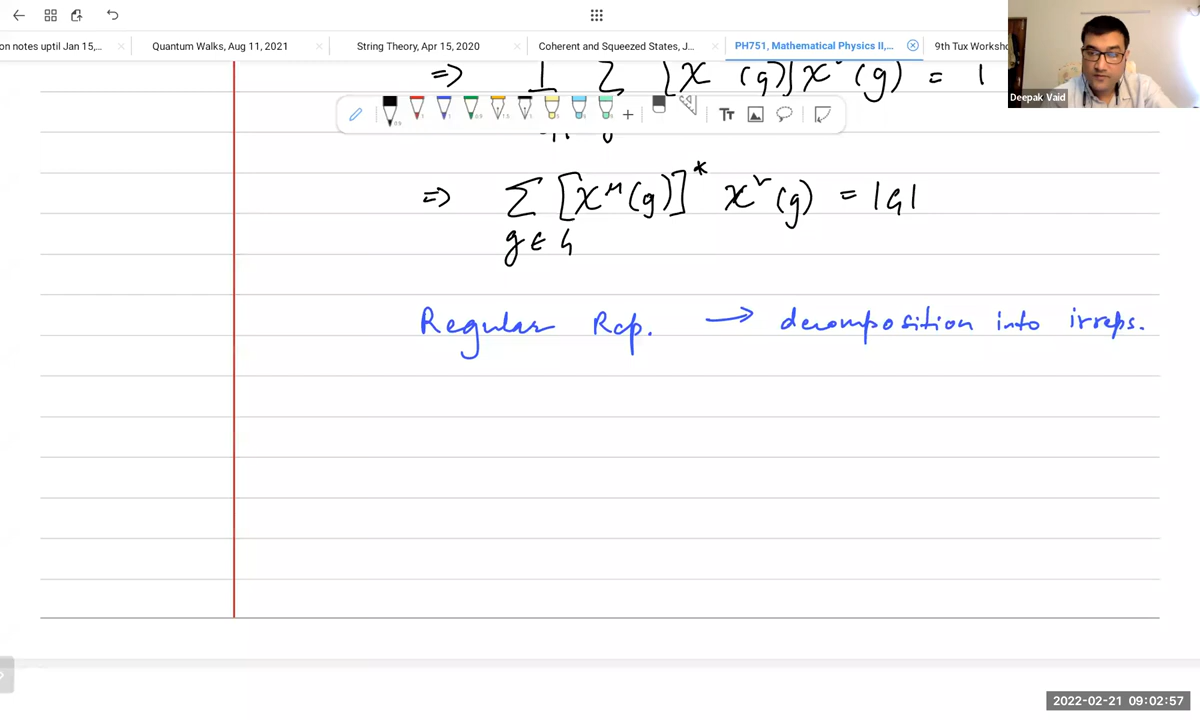 on notes uptil Jan 15,... Quantum Walks, Aug 11, 2021 String Theory, Apr 15, 2020 Coherent and Squeezed States, J... PH751, Mathematical Physics II,... 9th Tux Worksho
Deepak Vaid
Tт
=> Σ [χ^μ(g)]^* χ^ν(g) = |G|
g ∈ G
Regular Rep. → decomposition into irreps.
2022-02-21 09:02:57